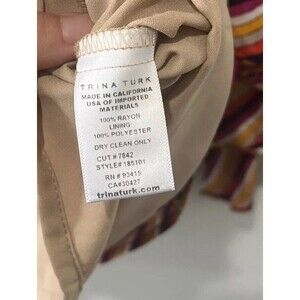 TRINA TURK
MADE IN CALIFORNIA
USA OF IMPORTED
MATERIALS
100% RAYON
LINING:
100% POLYESTER
DRY CLEAN ONLY
CUT# 7842
STYLE# 185101
RN # 93415
CA#30427
trinaturk.com